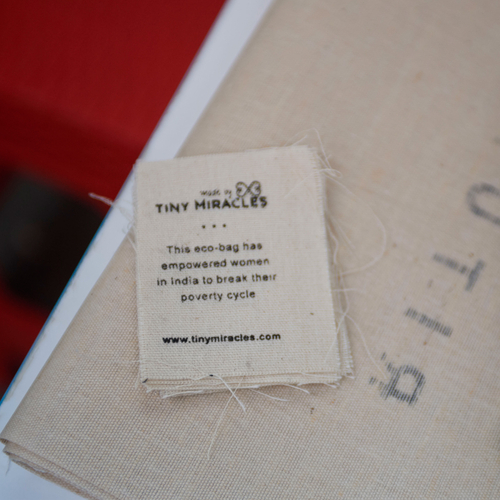 made by
TINY MIRACLES
• • •
This eco-bag has
empowered women
in India to break their
poverty cycle
www.tinymiracles.com